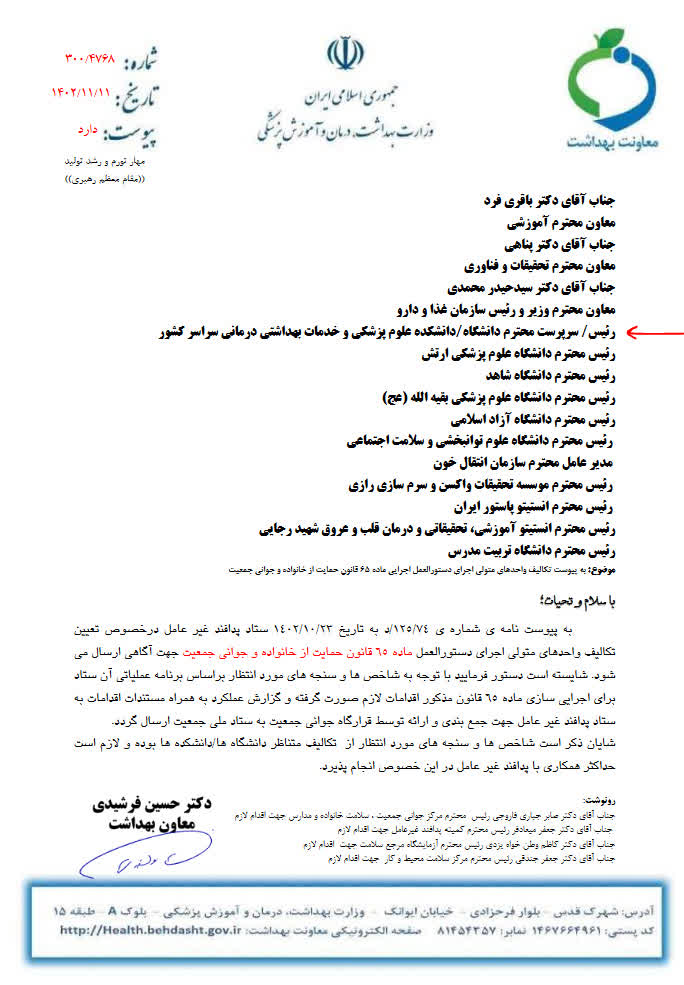 شماره: ۳۰۰/۴۷۶۸
تاریخ: ۱۴۰۲/۱۱/۱۱
پیوست: دارد
مهار تورم و رشد تولید
((مقام معظم رهبری))
جمهوری اسلامی ایران
وزارت بهداشت، درمان و آموزش پزشکی
معاونت بهداشت
جناب آقای دکتر باقری فرد
معاون محترم آموزشی
جناب آقای دکتر پناهی
معاون محترم تحقیقات و فناوری
جناب آقای دکتر سیدحیدر محمدی
معاون محترم وزیر و رئیس سازمان غذا و دارو
رئیس/ سرپرست محترم دانشگاه/دانشکده علوم پزشکی و خدمات بهداشتی درمانی سراسر کشور
رئیس محترم دانشگاه علوم پزشکی ارتش
رئیس محترم دانشگاه شاهد
رئیس محترم دانشگاه علوم پزشکی بقیه الله (عج)
رئیس محترم دانشگاه آزاد اسلامی
رئیس محترم دانشگاه علوم توانبخشی و سلامت اجتماعی
مدیر عامل محترم سازمان انتقال خون
رئیس محترم موسسه تحقیقات واکسن و سرم سازی رازی
رئیس محترم انستیتو پاستور ایران
رئیس محترم انستیتو آموزشی، تحقیقاتی و درمان قلب و عروق شهید رجایی
رئیس محترم دانشگاه تربیت مدرس
موضوع: به پیوست تکالیف واحدهای متولی اجرای دستورالعمل اجرایی ماده ۶۵ قانون حمایت از خانواده و جوانی جمعیت
با سلام و تحیات؛
به پیوست نامه ی شماره ی ۱۲۵/۷۴/د به تاریخ ۱۴۰۲/۱۰/۲۳ ستاد پدافند غیر عامل درخصوص تعیین
تکالیف واحدهای متولی اجرای دستورالعمل ماده ۶۵ قانون حمایت از خانواده و جوانی جمعیت جهت آگاهی ارسال می
شود. شایسته است دستور فرمایید با توجه به شاخص ها و سنجه های مورد انتظار براساس برنامه عملیاتی آن ستاد
برای اجرایی سازی ماده ۶۵ قانون مذکور اقدامات لازم صورت گرفته و گزارش عملکرد به همراه مستندات اقدامات به
ستاد پدافند غیر عامل جهت جمع بندی و ارائه توسط قرارگاه جوانی جمعیت به ستاد ملی جمعیت ارسال گردد.
شایان ذکر است شاخص ها و سنجه های مورد انتظار از تکالیف متناظر دانشگاه ها/دانشکده ها بوده و لازم است
حداکثر همکاری با پدافند غیر عامل در این خصوص انجام پذیرد.
دکتر حسین فرشیدی
معاون بهداشت
رونوشت:
جناب آقای دکتر صابر جباری فاروجی رئیس محترم مرکز جوانی جمعیت ، سلامت خانواده و مدارس جهت اقدام لازم
جناب آقای دکتر جعفر میعادفر رئیس محترم کمیته پدافند غیرعامل جهت اقدام لازم
جناب آقای دکتر کاظم وطن خواه یزدی رئیس محترم آزمایشگاه مرجع سلامت جهت اقدام لازم
جناب آقای دکتر جعفر جندقی رئیس محترم مرکز سلامت محیط و کار جهت اقدام لازم
آدرس: شهرک قدس - بلوار فرحزادی - خیابان ایوانک - وزارت بهداشت، درمان و آموزش پزشکی - بلوک A - طبقه ۱۵
کد پستی: ۱۴۶۷۶۶۴۹۶۱ نمابر: ۸۱۴۵۴۳۵۷ صفحه الکترونیکی معاونت بهداشت: http://Health.behdasht.gov.ir